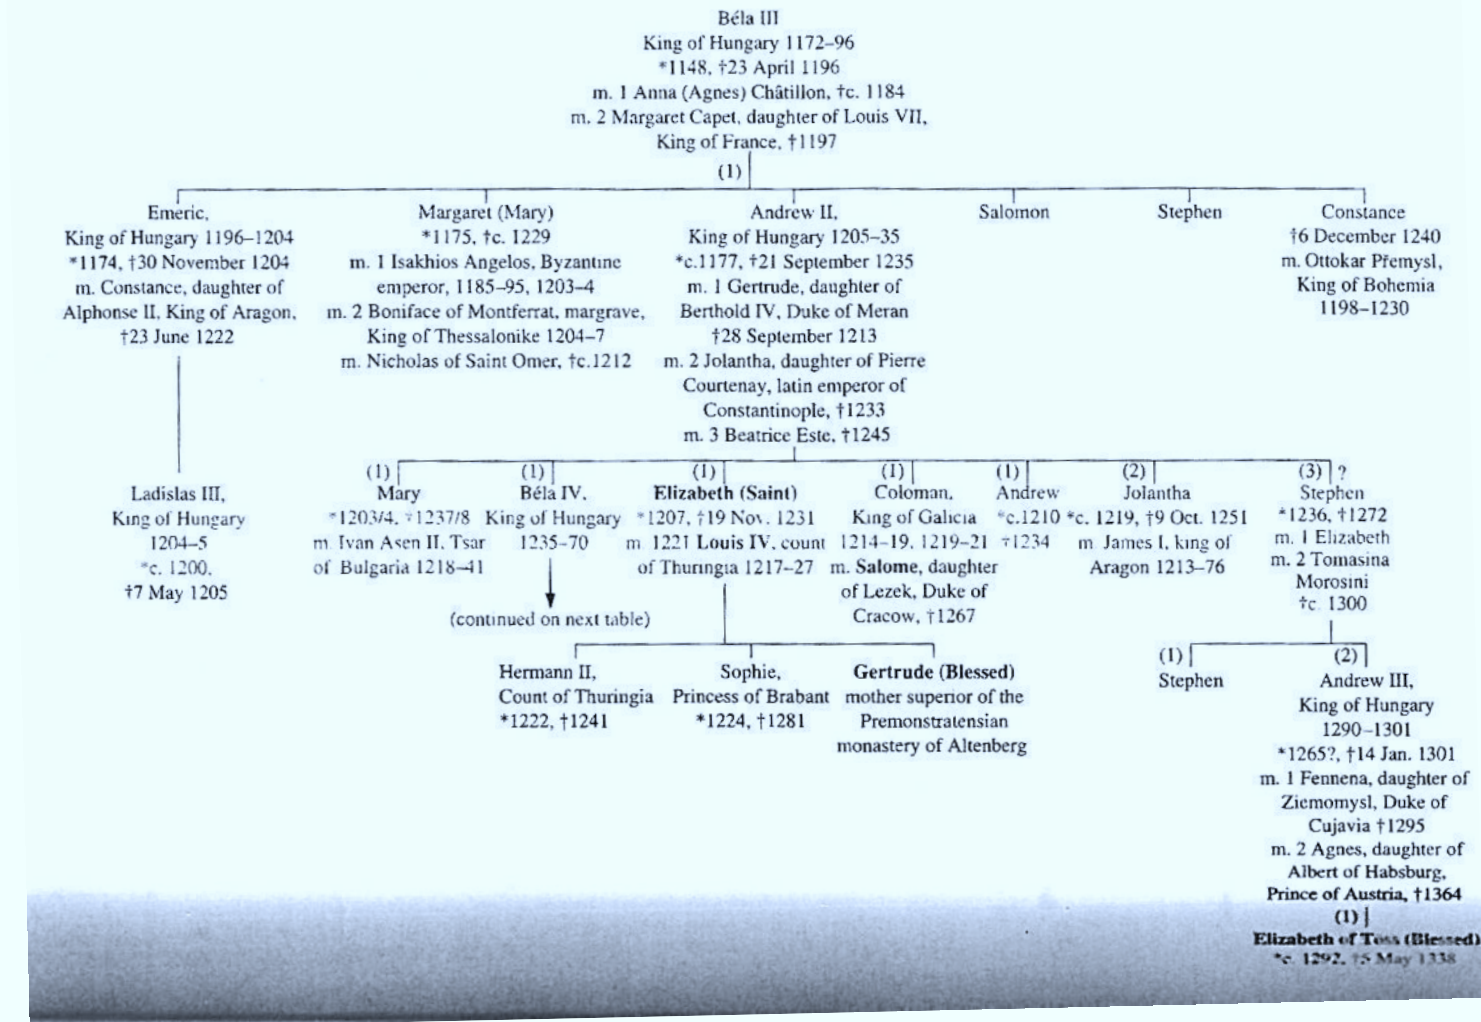 Béla III
King of Hungary 1172–96
*1148, †23 April 1196
m. 1 Anna (Agnes) Châtillon, †c. 1184
m. 2 Margaret Capet, daughter of Louis VII,
King of France, †1197
(1)
Emeric,
King of Hungary 1196–1204
*1174, †30 November 1204
m. Constance, daughter of
Alphonse II, King of Aragon,
†23 June 1222
Margaret (Mary)
*1175, †c. 1229
m. 1 Isakhios Angelos, Byzantine
emperor, 1185–95, 1203–4
m. 2 Boniface of Montferrat, margrave,
King of Thessalonike 1204–7
m. Nicholas of Saint Omer, †c.1212
Andrew II,
King of Hungary 1205–35
*c.1177, †21 September 1235
m. 1 Gertrude, daughter of
Berthold IV, Duke of Meran
†28 September 1213
m. 2 Jolantha, daughter of Pierre
Courtenay, latin emperor of
Constantinople, †1233
m. 3 Beatrice Este, †1245
Salomon
Stephen
Constance
†6 December 1240
m. Ottokar Přemysl,
King of Bohemia
1198–1230
Ladislas III,
King of Hungary
1204–5
*c. 1200,
†7 May 1205
(1)
Mary
*1203/4, †1237/8
m. Ivan Asen II, Tsar
of Bulgaria 1218–41
(1)
Béla IV,
King of Hungary
1235–70
(continued on next table)
(1)
Elizabeth (Saint)
*1207, †19 Nov. 1231
m. 1221 Louis IV, count
of Thuringia 1217–27
(1)
Coloman,
King of Galicia
1214–19, 1219–21
m. Salome, daughter
of Lezek, Duke of
Cracow, †1267
(1)
Andrew
*c.1210
†1234
(2)
Jolantha
*c. 1219, †9 Oct. 1251
m. James I, king of
Aragon 1213–76
(3) ?
Stephen
*1236, †1272
m. 1 Elizabeth
m. 2 Tomasina
Morosini
†c. 1300
Hermann II,
Count of Thuringia
*1222, †1241
Sophie,
Princess of Brabant
*1224, †1281
Gertrude (Blessed)
mother superior of the
Premonstratensian
monastery of Altenberg
(1)
Stephen
(2)
Andrew III,
King of Hungary
1290–1301
*1265?, †14 Jan. 1301
m. 1 Fennena, daughter of
Ziemomysl, Duke of
Cujavia †1295
m. 2 Agnes, daughter of
Albert of Habsburg,
Prince of Austria, †1364
(1)
Elizabeth of Toss (Blessed)
*c. 1292, †5 May 1338